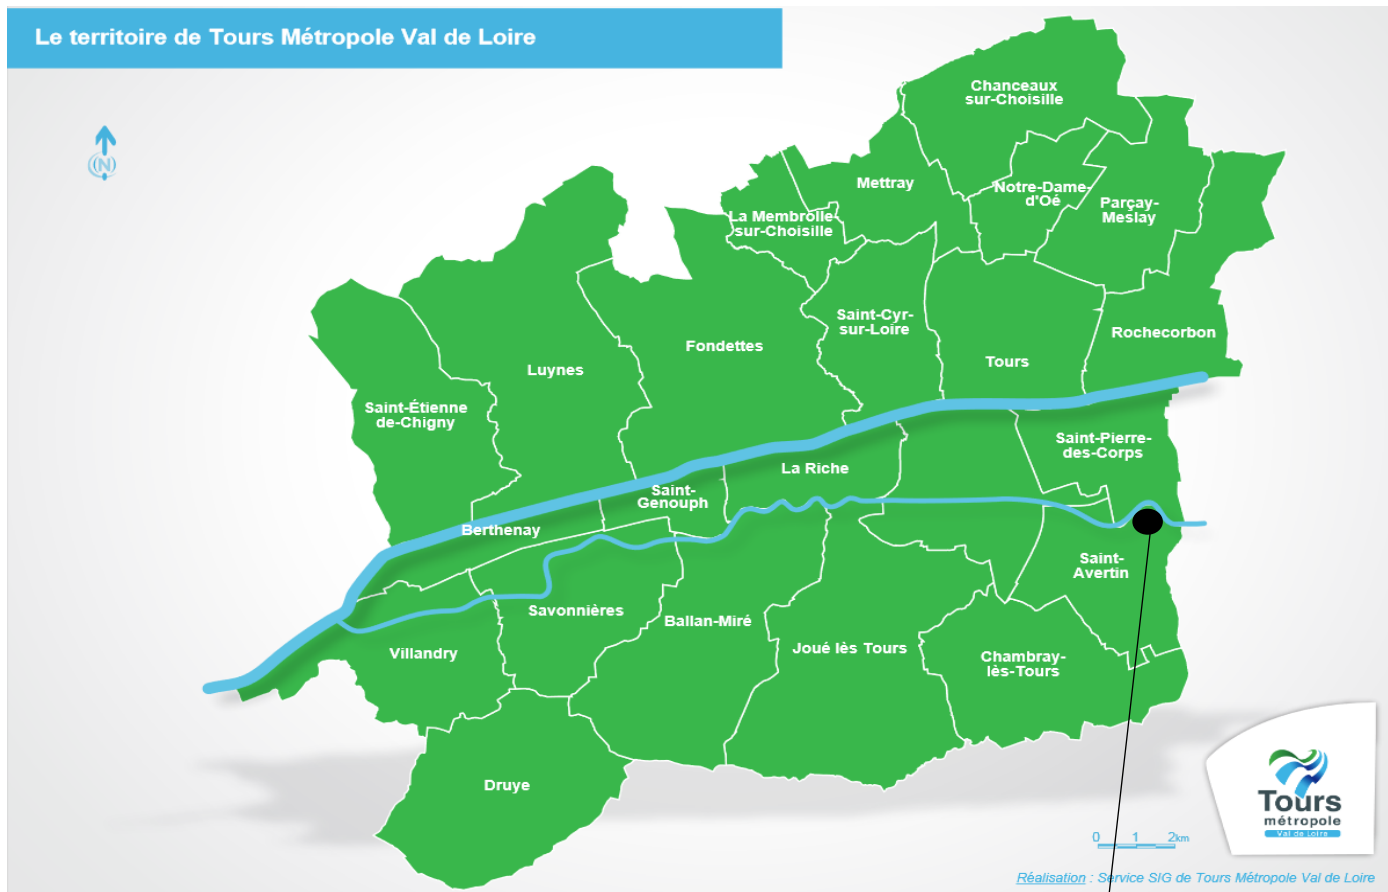 Le territoire de Tours Métropole Val de Loire
N
Chanceaux
sur-Choisille
Mettray
Notre-Dame-
d'Oé
Parçay-
Meslay
La Membrolle
sur-Choisille
Saint-Cyr-
sur-Loire
Rochecorbon
Fondettes
Tours
Luynes
Saint-Étienne
de-Chigny
Saint-Pierre-
des-Corps
La Riche
Saint-
Genouph
Berthenay
Saint-
Avertin
Savonnières
Ballan-Miré
Joué lès Tours
Villandry
Chambray-
lès-Tours
Druye
Tours
métropole
Val de Loire
0 1 2km
Réalisation : Service SIG de Tours Métropole Val de Loire